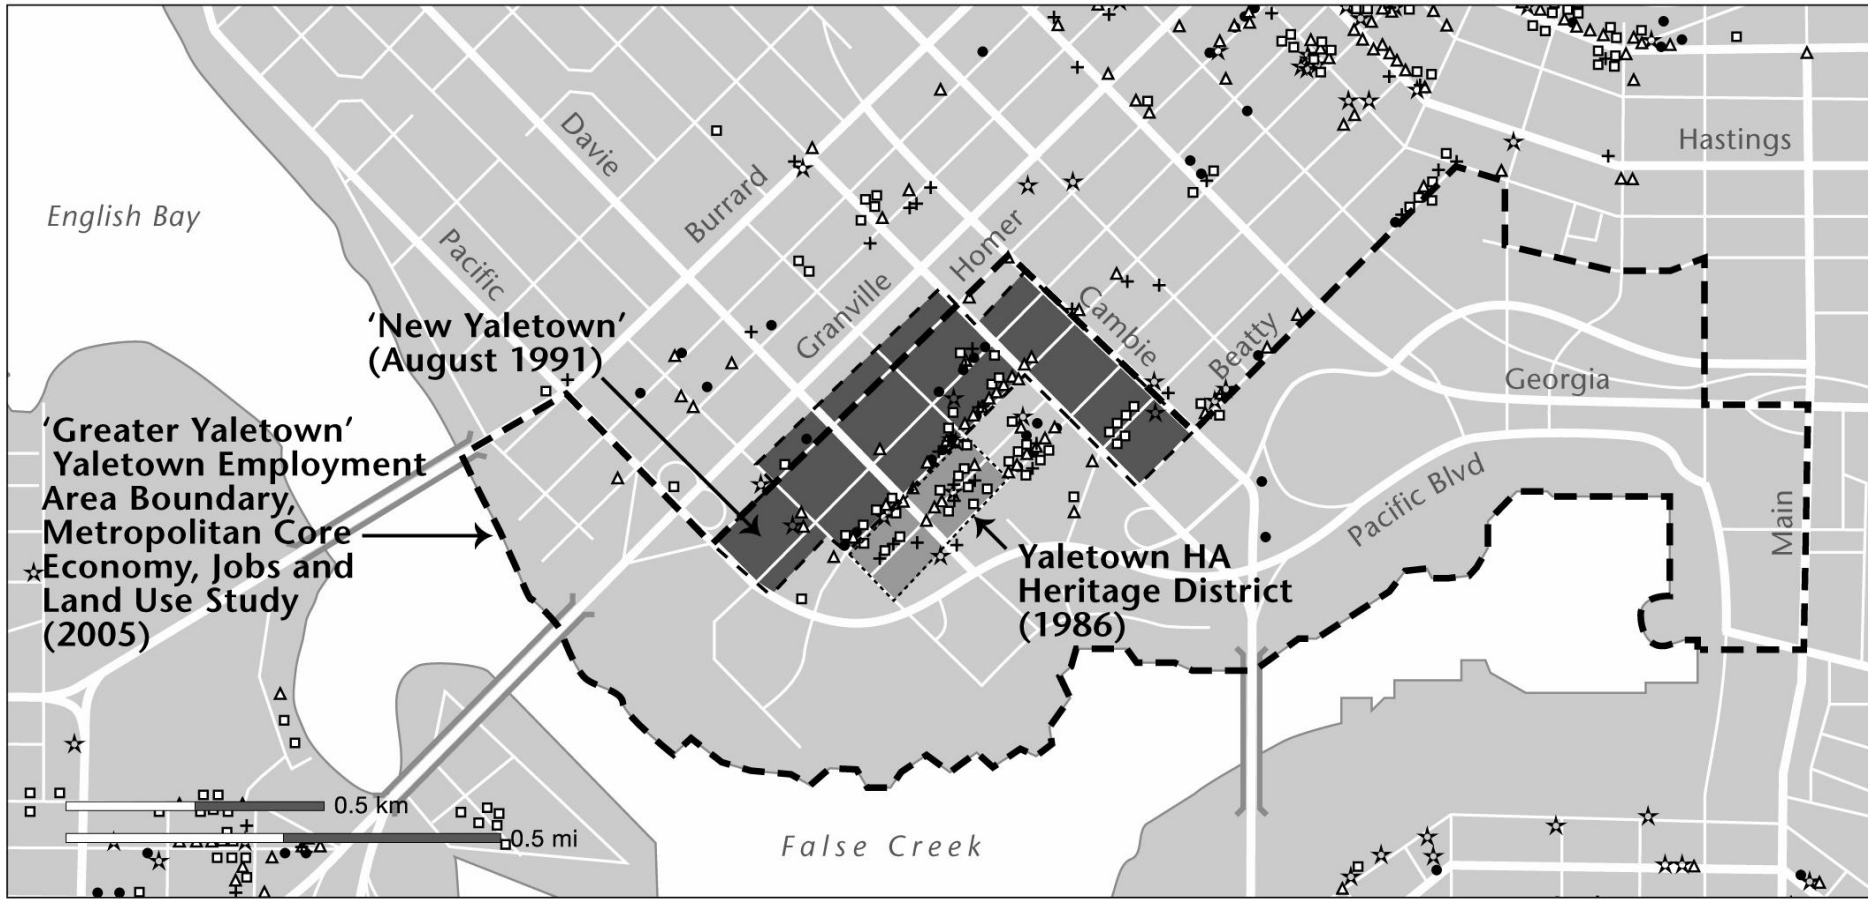 English Bay
Davie
Burrard
Pacific
Granville
Homer
Cambie
Beatty
Hastings
Georgia
Pacific Blvd
Main
‘New Yaletown’
(August 1991)
‘Greater Yaletown’
Yaletown Employment
Area Boundary,
Metropolitan Core
Economy, Jobs and
Land Use Study
(2005)
Yaletown HA
Heritage District
(1986)
0.5 km
0.5 mi
False Creek